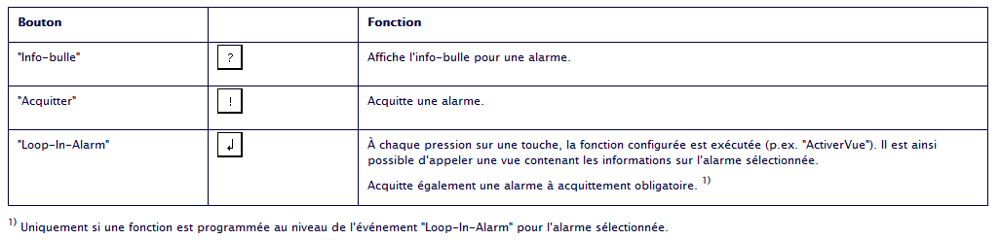 Bouton Fonction
"Info-bulle" ? Affiche l'info-bulle pour une alarme.
"Acquitter" ! Acquitte une alarme.
"Loop-In-Alarm" ↲ À chaque pression sur une touche, la fonction configurée est exécutée (p.ex. "ActiverVue"). Il est ainsi
possible d'appeler une vue contenant les informations sur l'alarme sélectionnée.
Acquitte également une alarme à acquittement obligatoire. 1)
1) Uniquement si une fonction est programmée au niveau de l'événement "Loop-In-Alarm" pour l'alarme sélectionnée.